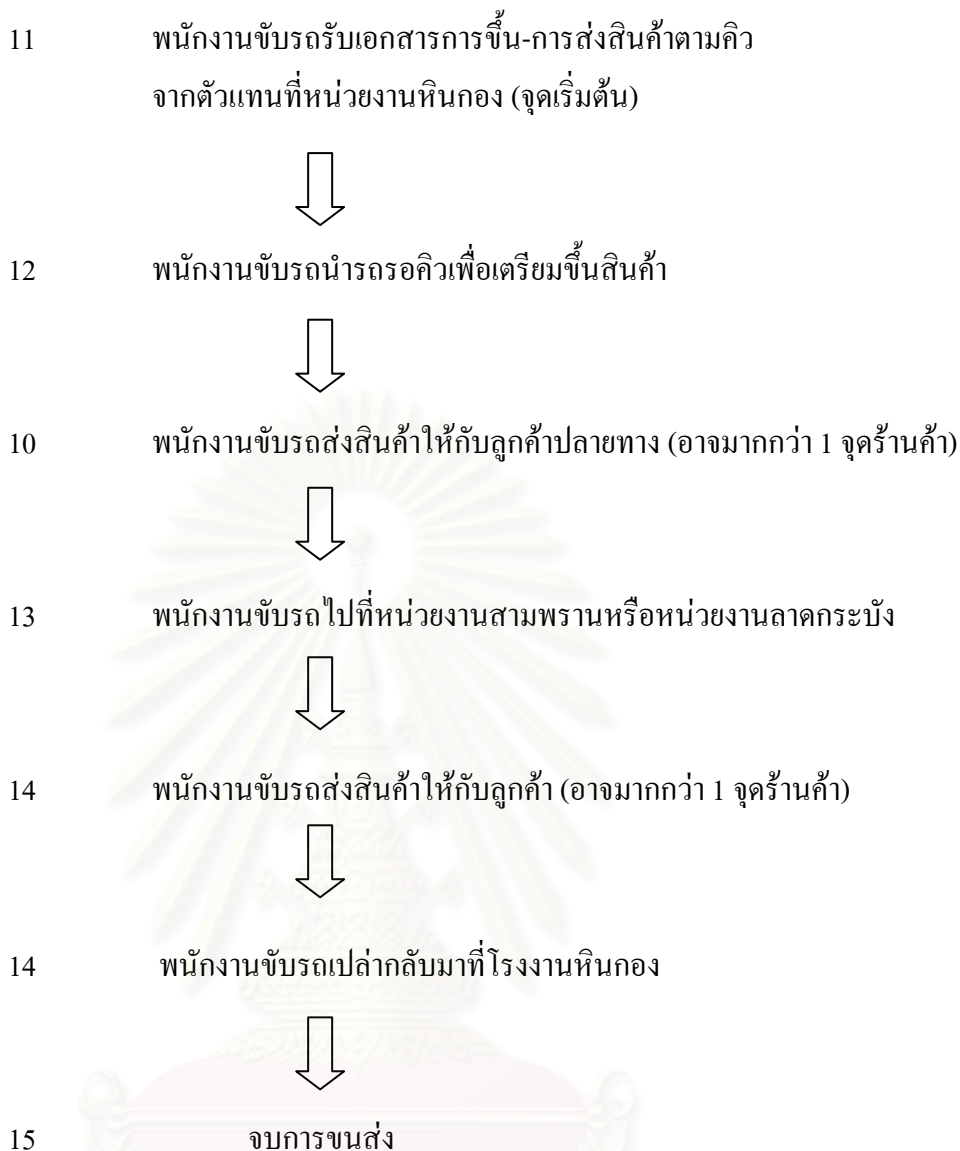 11 พนักงานขับรถรับเอกสารการขึ้น-การส่งสินค้าตามคิว
จากตัวแทนที่หน่วยงานหินกอง (จุดเริ่มต้น)
12 พนักงานขับรถนำรถรอคิวเพื่อเตรียมขึ้นสินค้า
10 พนักงานขับรถส่งสินค้าให้กับลูกค้าปลายทาง (อาจมากกว่า 1 จุดร้านค้า)
13 พนักงานขับรถไปที่หน่วยงานสามพรานหรือหน่วยงานลาดกระบัง
14 พนักงานขับรถส่งสินค้าให้กับลูกค้า (อาจมากกว่า 1 จุดร้านค้า)
14 พนักงานขับรถเปล่ากลับมาที่โรงงานหินกอง
15 จบการขนส่ง